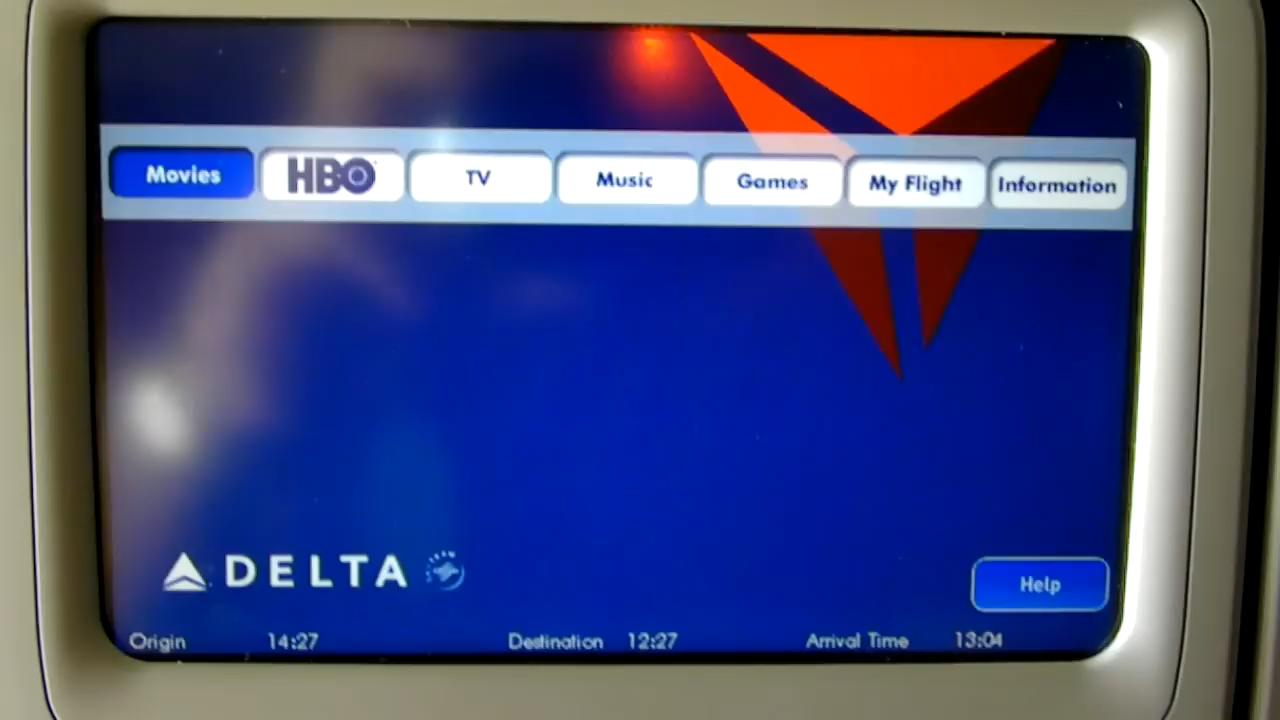 Movies HBO TV Music Games My Flight Information
DELTA
Help
Origin 14:27 Destination 12:27 Arrival Time 13:04